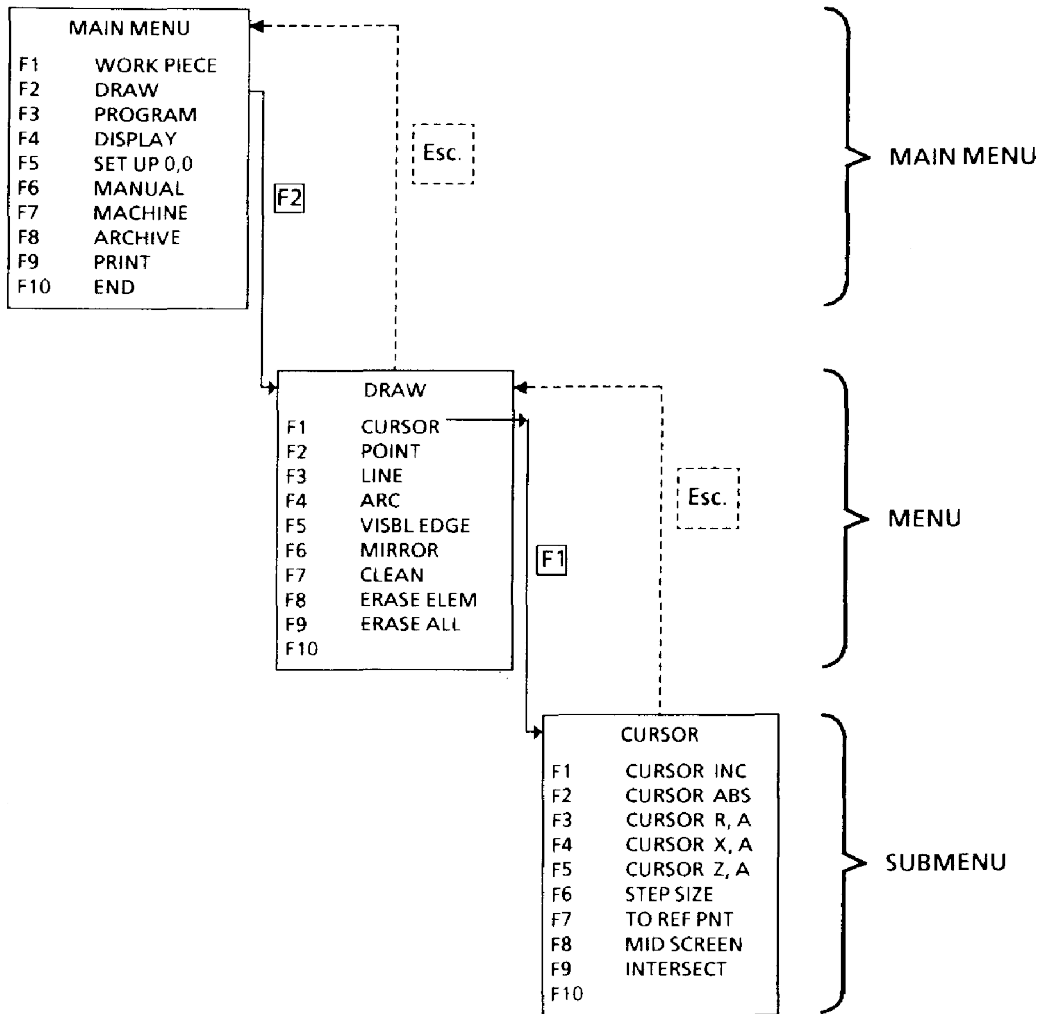 MAIN MENU
F1 WORK PIECE
F2 DRAW
F3 PROGRAM
F4 DISPLAY
F5 SET UP 0,0
F6 MANUAL
F7 MACHINE
F8 ARCHIVE
F9 PRINT
F10 END
Esc.
F2
MAIN MENU
DRAW
F1 CURSOR
F2 POINT
F3 LINE
F4 ARC
F5 VISBL EDGE
F6 MIRROR
F7 CLEAN
F8 ERASE ELEM
F9 ERASE ALL
F10
Esc.
F1
MENU
CURSOR
F1 CURSOR INC
F2 CURSOR ABS
F3 CURSOR R, A
F4 CURSOR X, A
F5 CURSOR Z, A
F6 STEP SIZE
F7 TO REF PNT
F8 MID SCREEN
F9 INTERSECT
F10
SUBMENU